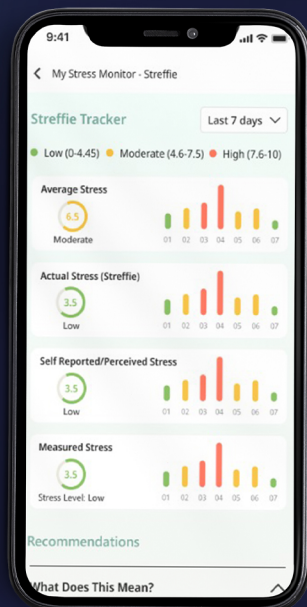 9:41
My Stress Monitor - Streffie
Streffie Tracker
Last 7 days
Low (0-4.45) Moderate (4.6-7.5) High (7.6-10)
Average Stress
6.5
Moderate
01 02 03 04 05 06 07
Actual Stress (Streffie)
3.5
Low
01 02 03 04 05 06 07
Self Reported/Perceived Stress
3.5
Low
01 02 03 04 05 06 07
Measured Stress
3.5
Stress Level: Low
01 02 03 04 05 06 07
Recommendations
What Does This Mean?